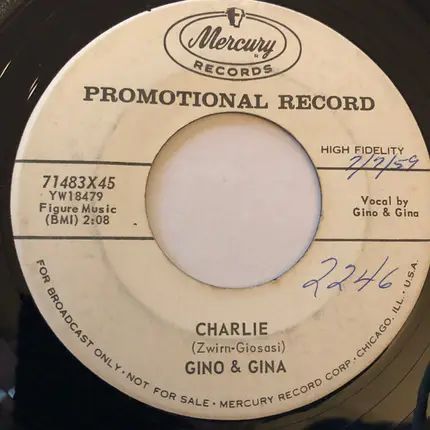 Mercury
RECORDS
PROMOTIONAL RECORD
HIGH FIDELITY
7/7/59
71483X45
YW18479
Figure Music
(BMI) 2:08
Vocal by
Gino & Gina
2246
CHARLIE
(Zwirn-Giosasi)
GINO & GINA
FOR BROADCAST ONLY • NOT FOR SALE • MERCURY RECORD CORP. • CHICAGO, ILL. • U.S.A.